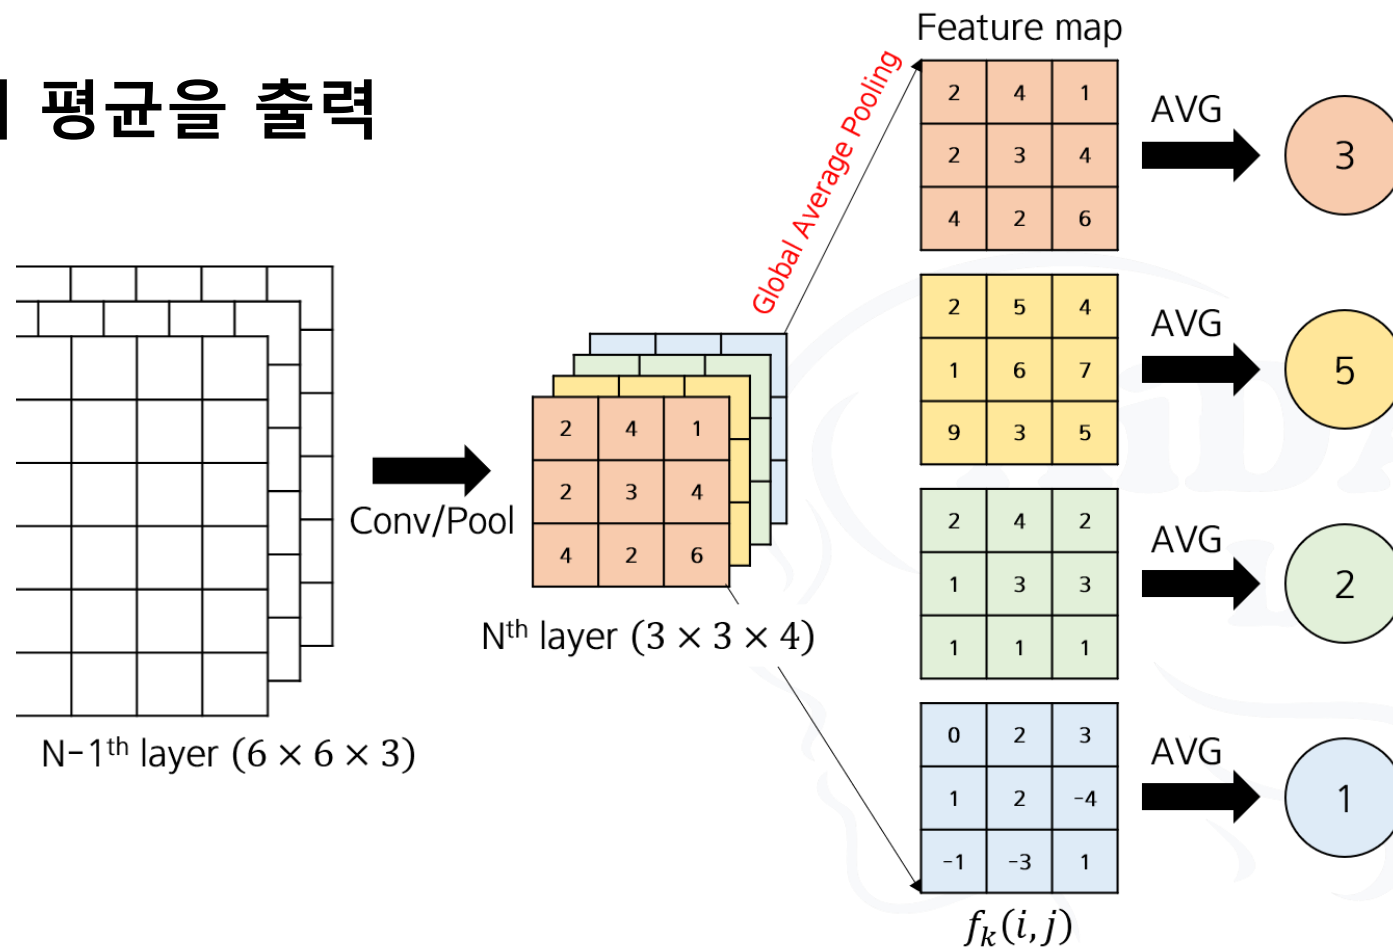 평균을 출력
Feature map
Global Average Pooling
2 4 1
2 3 4
4 2 6
AVG
3
2 5 4
1 6 7
9 3 5
AVG
5
2 4 2
1 3 3
1 1 1
AVG
2
0 2 3
1 2 -4
-1 -3 1
AVG
1
f_k(i, j)
Conv/Pool
2 4 1
2 3 4
4 2 6
Nᵗʰ layer (3 × 3 × 4)
N-1ᵗʰ layer (6 × 6 × 3)